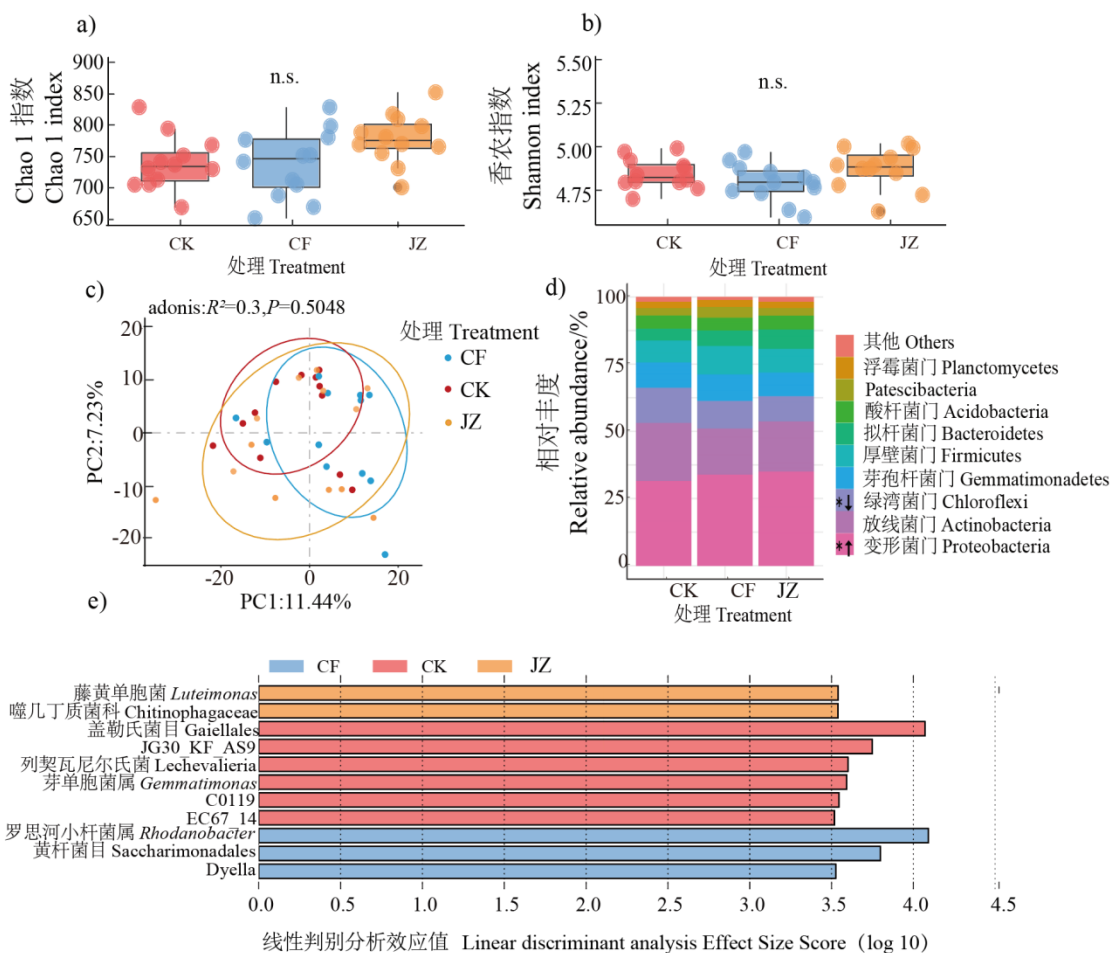 a)
Chao 1 指数
Chao 1 index
900
850
800
750
700
650
n.s.
CK
CF
JZ
处理 Treatment
b)
香农指数
Shannon index
5.50
5.25
5.00
4.75
n.s.
CK
CF
JZ
处理 Treatment
c)
adonis:R²=0.3,P=0.5048
处理 Treatment
CF
CK
JZ
PC2:7.23%
20
10
0
-10
-20
-20
0
20
PC1:11.44%
d)
相对丰度
Relative abundance/%
100
75
50
25
0
CK
CF
JZ
处理 Treatment
其他 Others
浮霉菌门 Planctomycetes
Patescibacteria
酸杆菌门 Acidobacteria
拟杆菌门 Bacteroidetes
厚壁菌门 Firmicutes
芽孢杆菌门 Gemmatimonadetes
*↓ 绿湾菌门 Chloroflexi
放线菌门 Actinobacteria
*↑ 变形菌门 Proteobacteria
e)
CF
CK
JZ
藤黄单胞菌 Luteimonas
噬几丁质菌科 Chitinophagaceae
盖勒氏菌目 Gaiellales
JG30_KF_AS9
列契瓦尼尔氏菌 Lechevalieria
芽单胞菌属 Gemmatimonas
C0119
EC67_14
罗思河小杆菌属 Rhodanobacter
黄杆菌目 Saccharimonadales
Dyella
0.0 0.5 1.0 1.5 2.0 2.5 3.0 3.5 4.0 4.5
线性判别分析效应值 Linear discriminant analysis Effect Size Score（log 10）